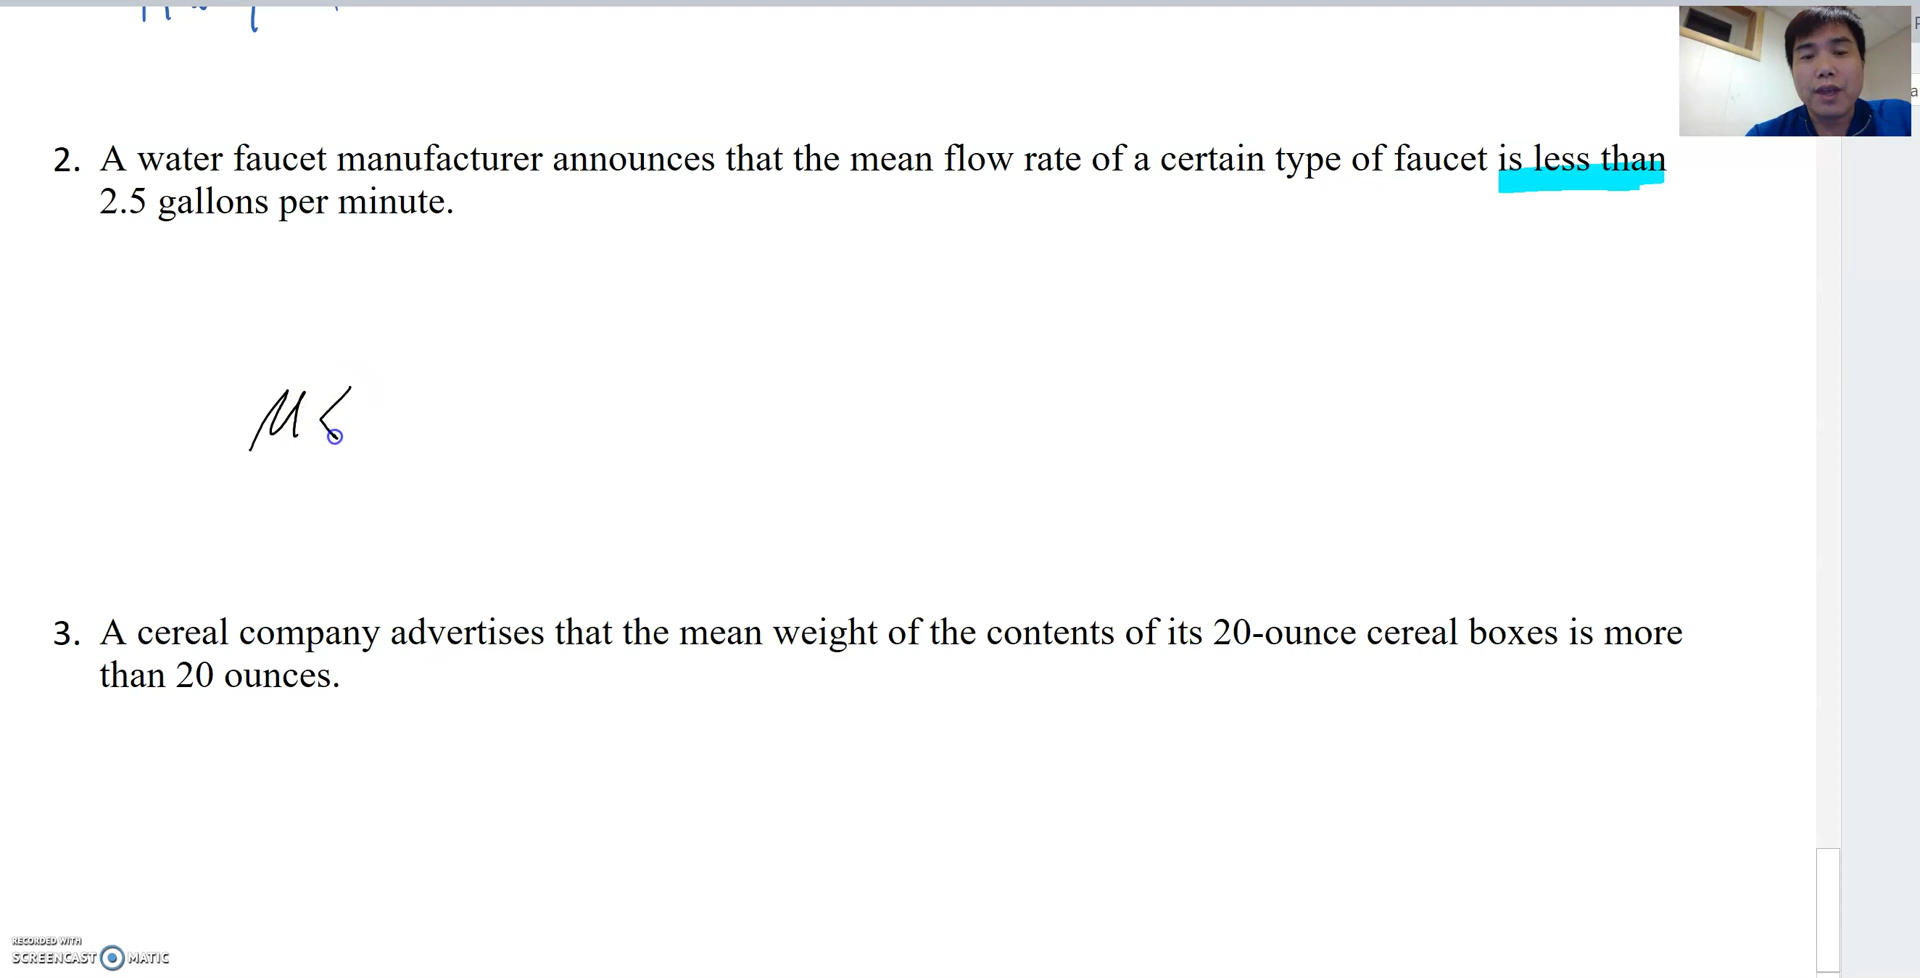 2. A water faucet manufacturer announces that the mean flow rate of a certain type of faucet is less than
2.5 gallons per minute.
μ <
3. A cereal company advertises that the mean weight of the contents of its 20-ounce cereal boxes is more
than 20 ounces.
RECORDED WITH
SCREENCAST MATIC